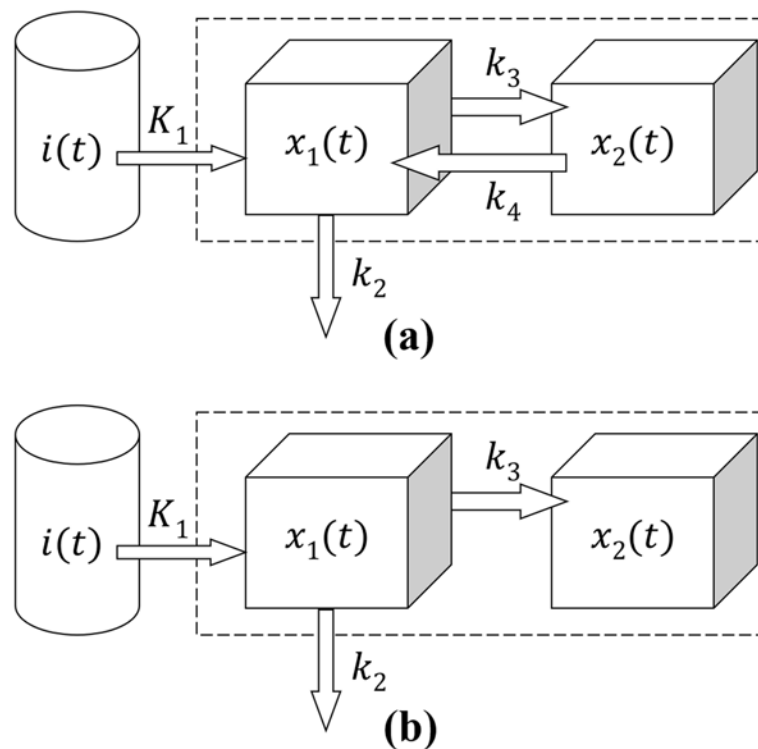 k₃
K₁
i(t) x₁(t) x₂(t)
k₄
k₂
(a)
k₃
K₁
i(t) x₁(t) x₂(t)
k₂
(b)